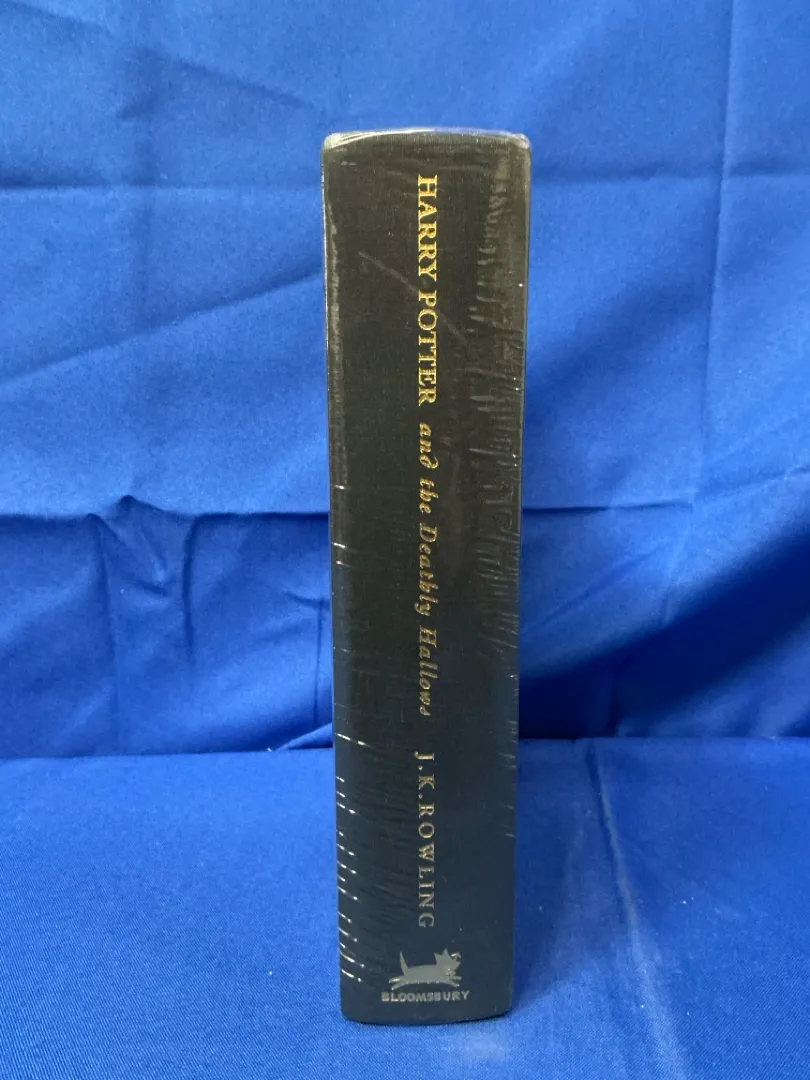 HARRY POTTER and the Deathly Hallows J.K.ROWLING
BLOOMSBURY